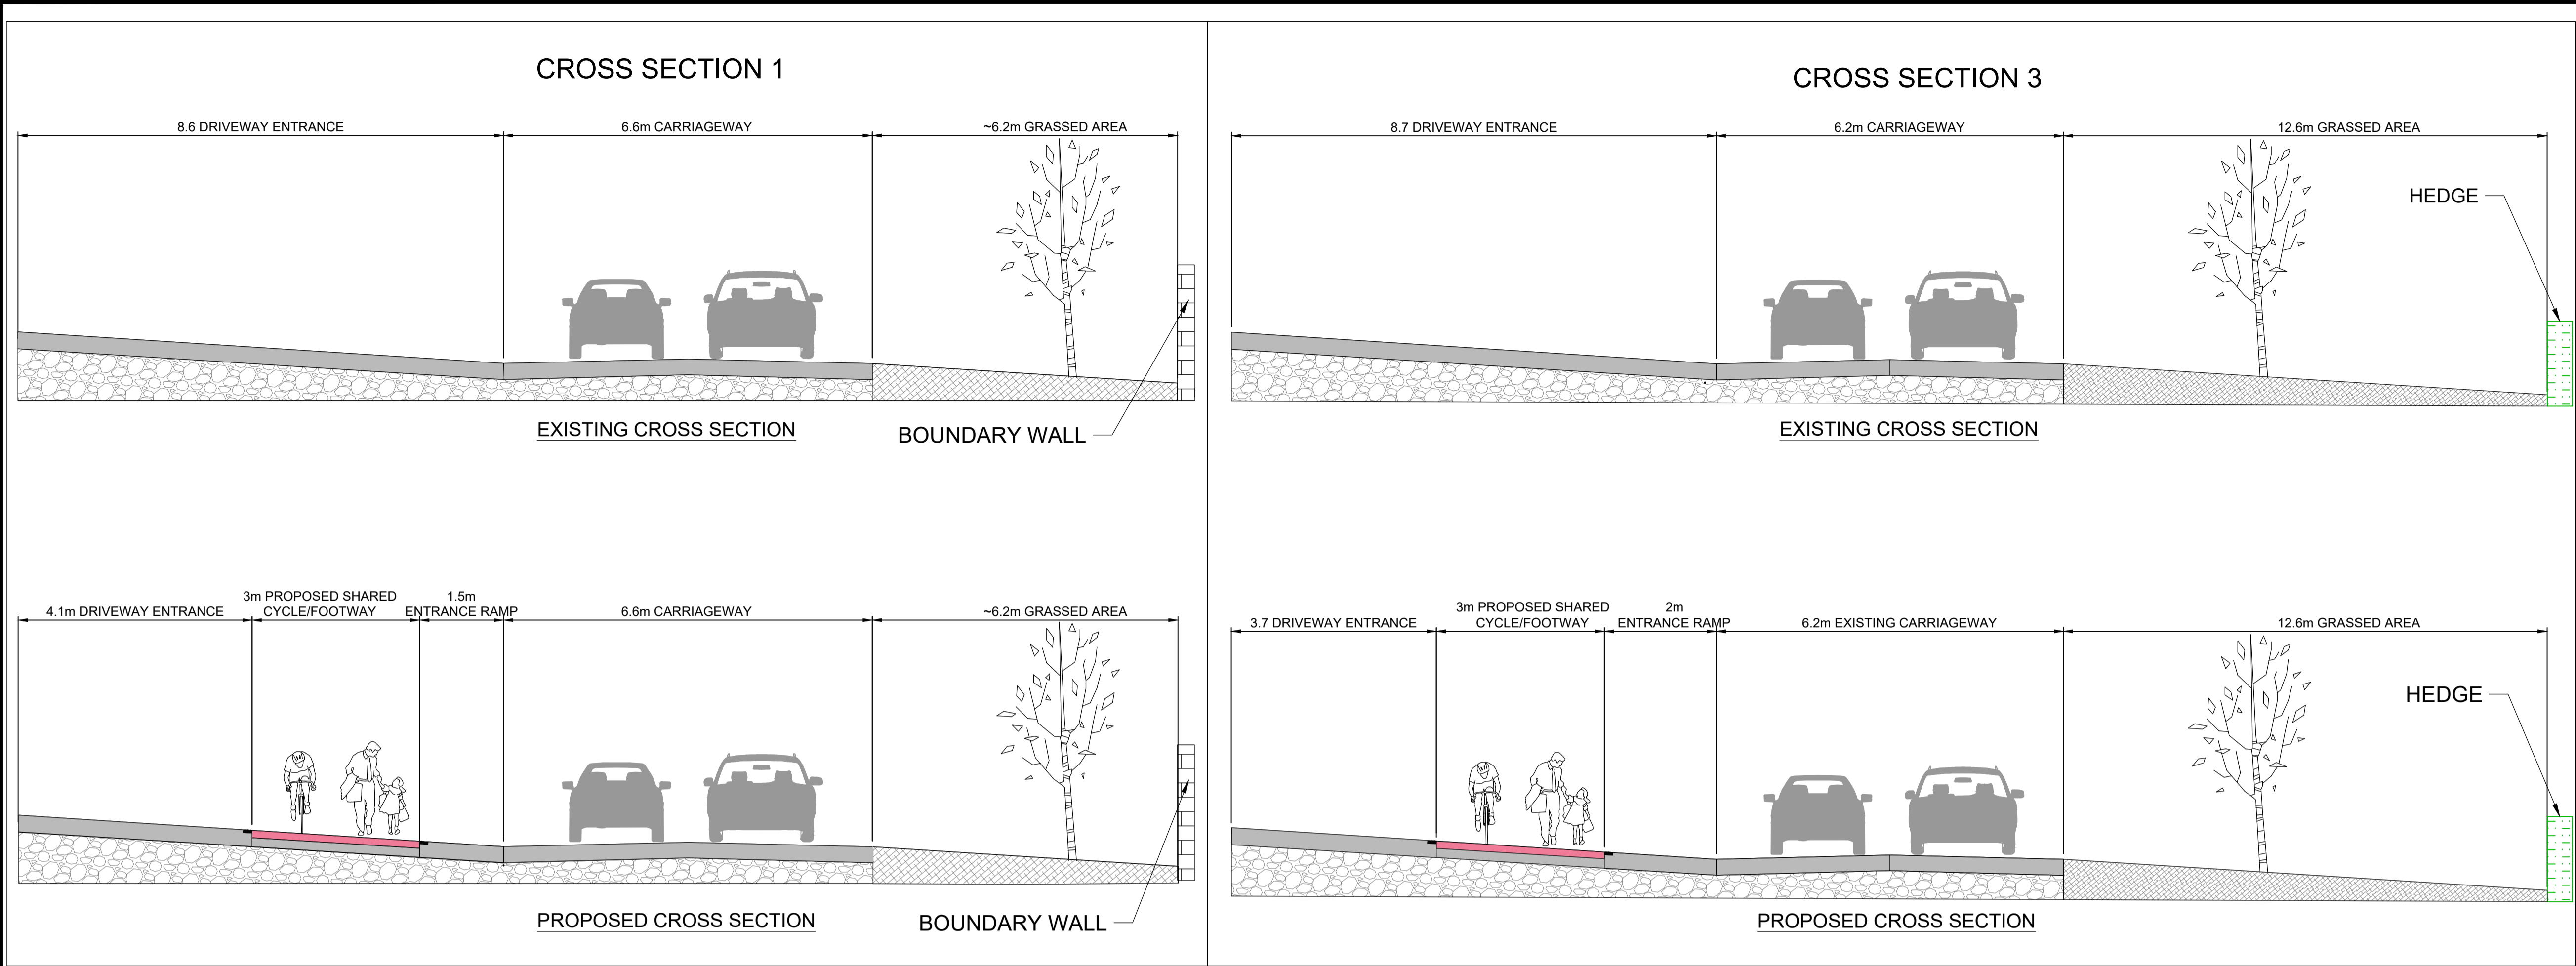 CROSS SECTION 1
8.6 DRIVEWAY ENTRANCE
6.6m CARRIAGEWAY
~6.2m GRASSED AREA
EXISTING CROSS SECTION
BOUNDARY WALL
3m PROPOSED SHARED
CYCLE/FOOTWAY
1.5m
ENTRANCE RAMP
4.1m DRIVEWAY ENTRANCE
6.6m CARRIAGEWAY
~6.2m GRASSED AREA
PROPOSED CROSS SECTION
BOUNDARY WALL
CROSS SECTION 3
8.7 DRIVEWAY ENTRANCE
6.2m CARRIAGEWAY
12.6m GRASSED AREA
HEDGE
EXISTING CROSS SECTION
3m PROPOSED SHARED
CYCLE/FOOTWAY
2m
ENTRANCE RAMP
3.7 DRIVEWAY ENTRANCE
6.2m EXISTING CARRIAGEWAY
12.6m GRASSED AREA
HEDGE
PROPOSED CROSS SECTION